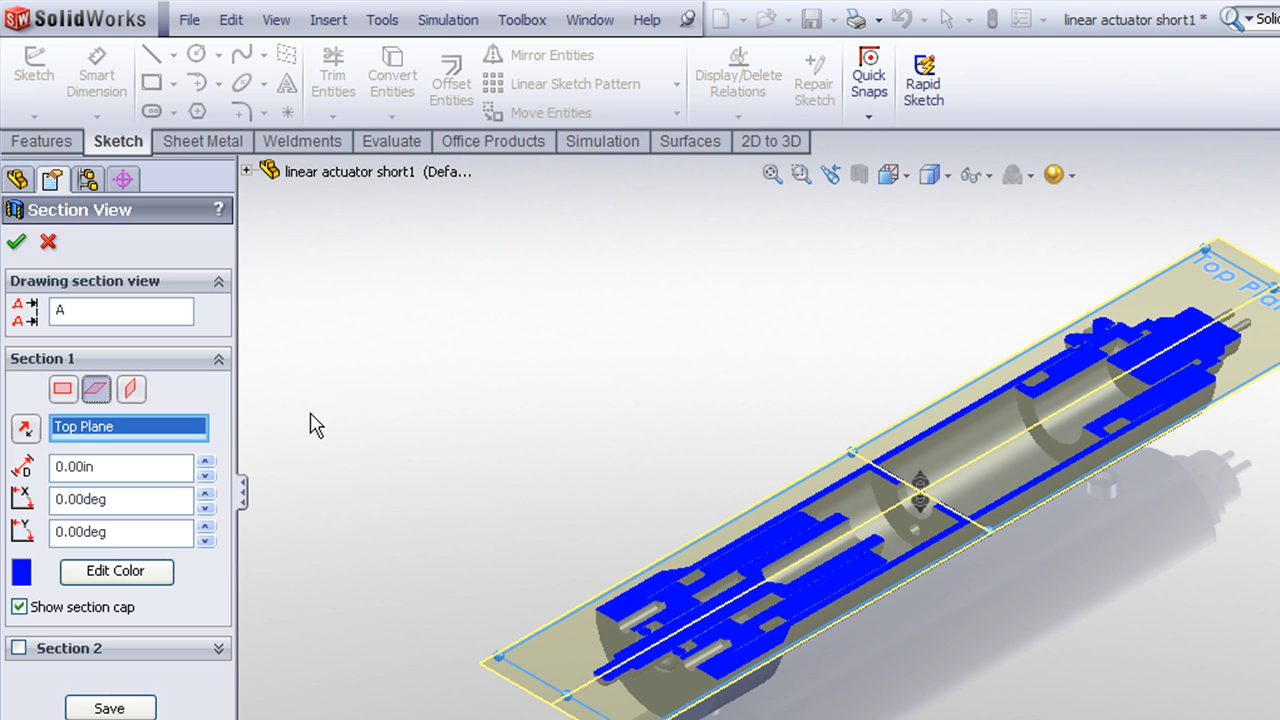 SolidWorks File Edit View Insert Tools Simulation Toolbox Window Help linear actuator short1 *
Sketch Smart Dimension Trim Entities Convert Entities Offset Entities Mirror Entities Linear Sketch Pattern Move Entities Display/Delete Relations Repair Sketch Quick Snaps Rapid Sketch
Features Sketch Sheet Metal Weldments Evaluate Office Products Simulation Surfaces 2D to 3D
linear actuator short1 (Defa...
Section View ?
Drawing section view
A
Section 1
Top Plane
0.00in
0.00deg
0.00deg
Edit Color
Show section cap
Section 2
Save
Top Pla